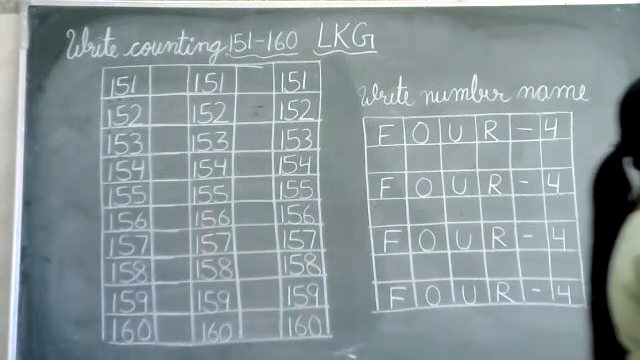 Write counting 151-160 LKG
151 151 151
152 152 152
153 153 153
154 154 154
155 155 155
156 156 156
157 157 157
158 158 158
159 159 159
160 160 160
Write number name
F O U R - 4
F O U R - 4
F O U R - 4
F O U R - 4